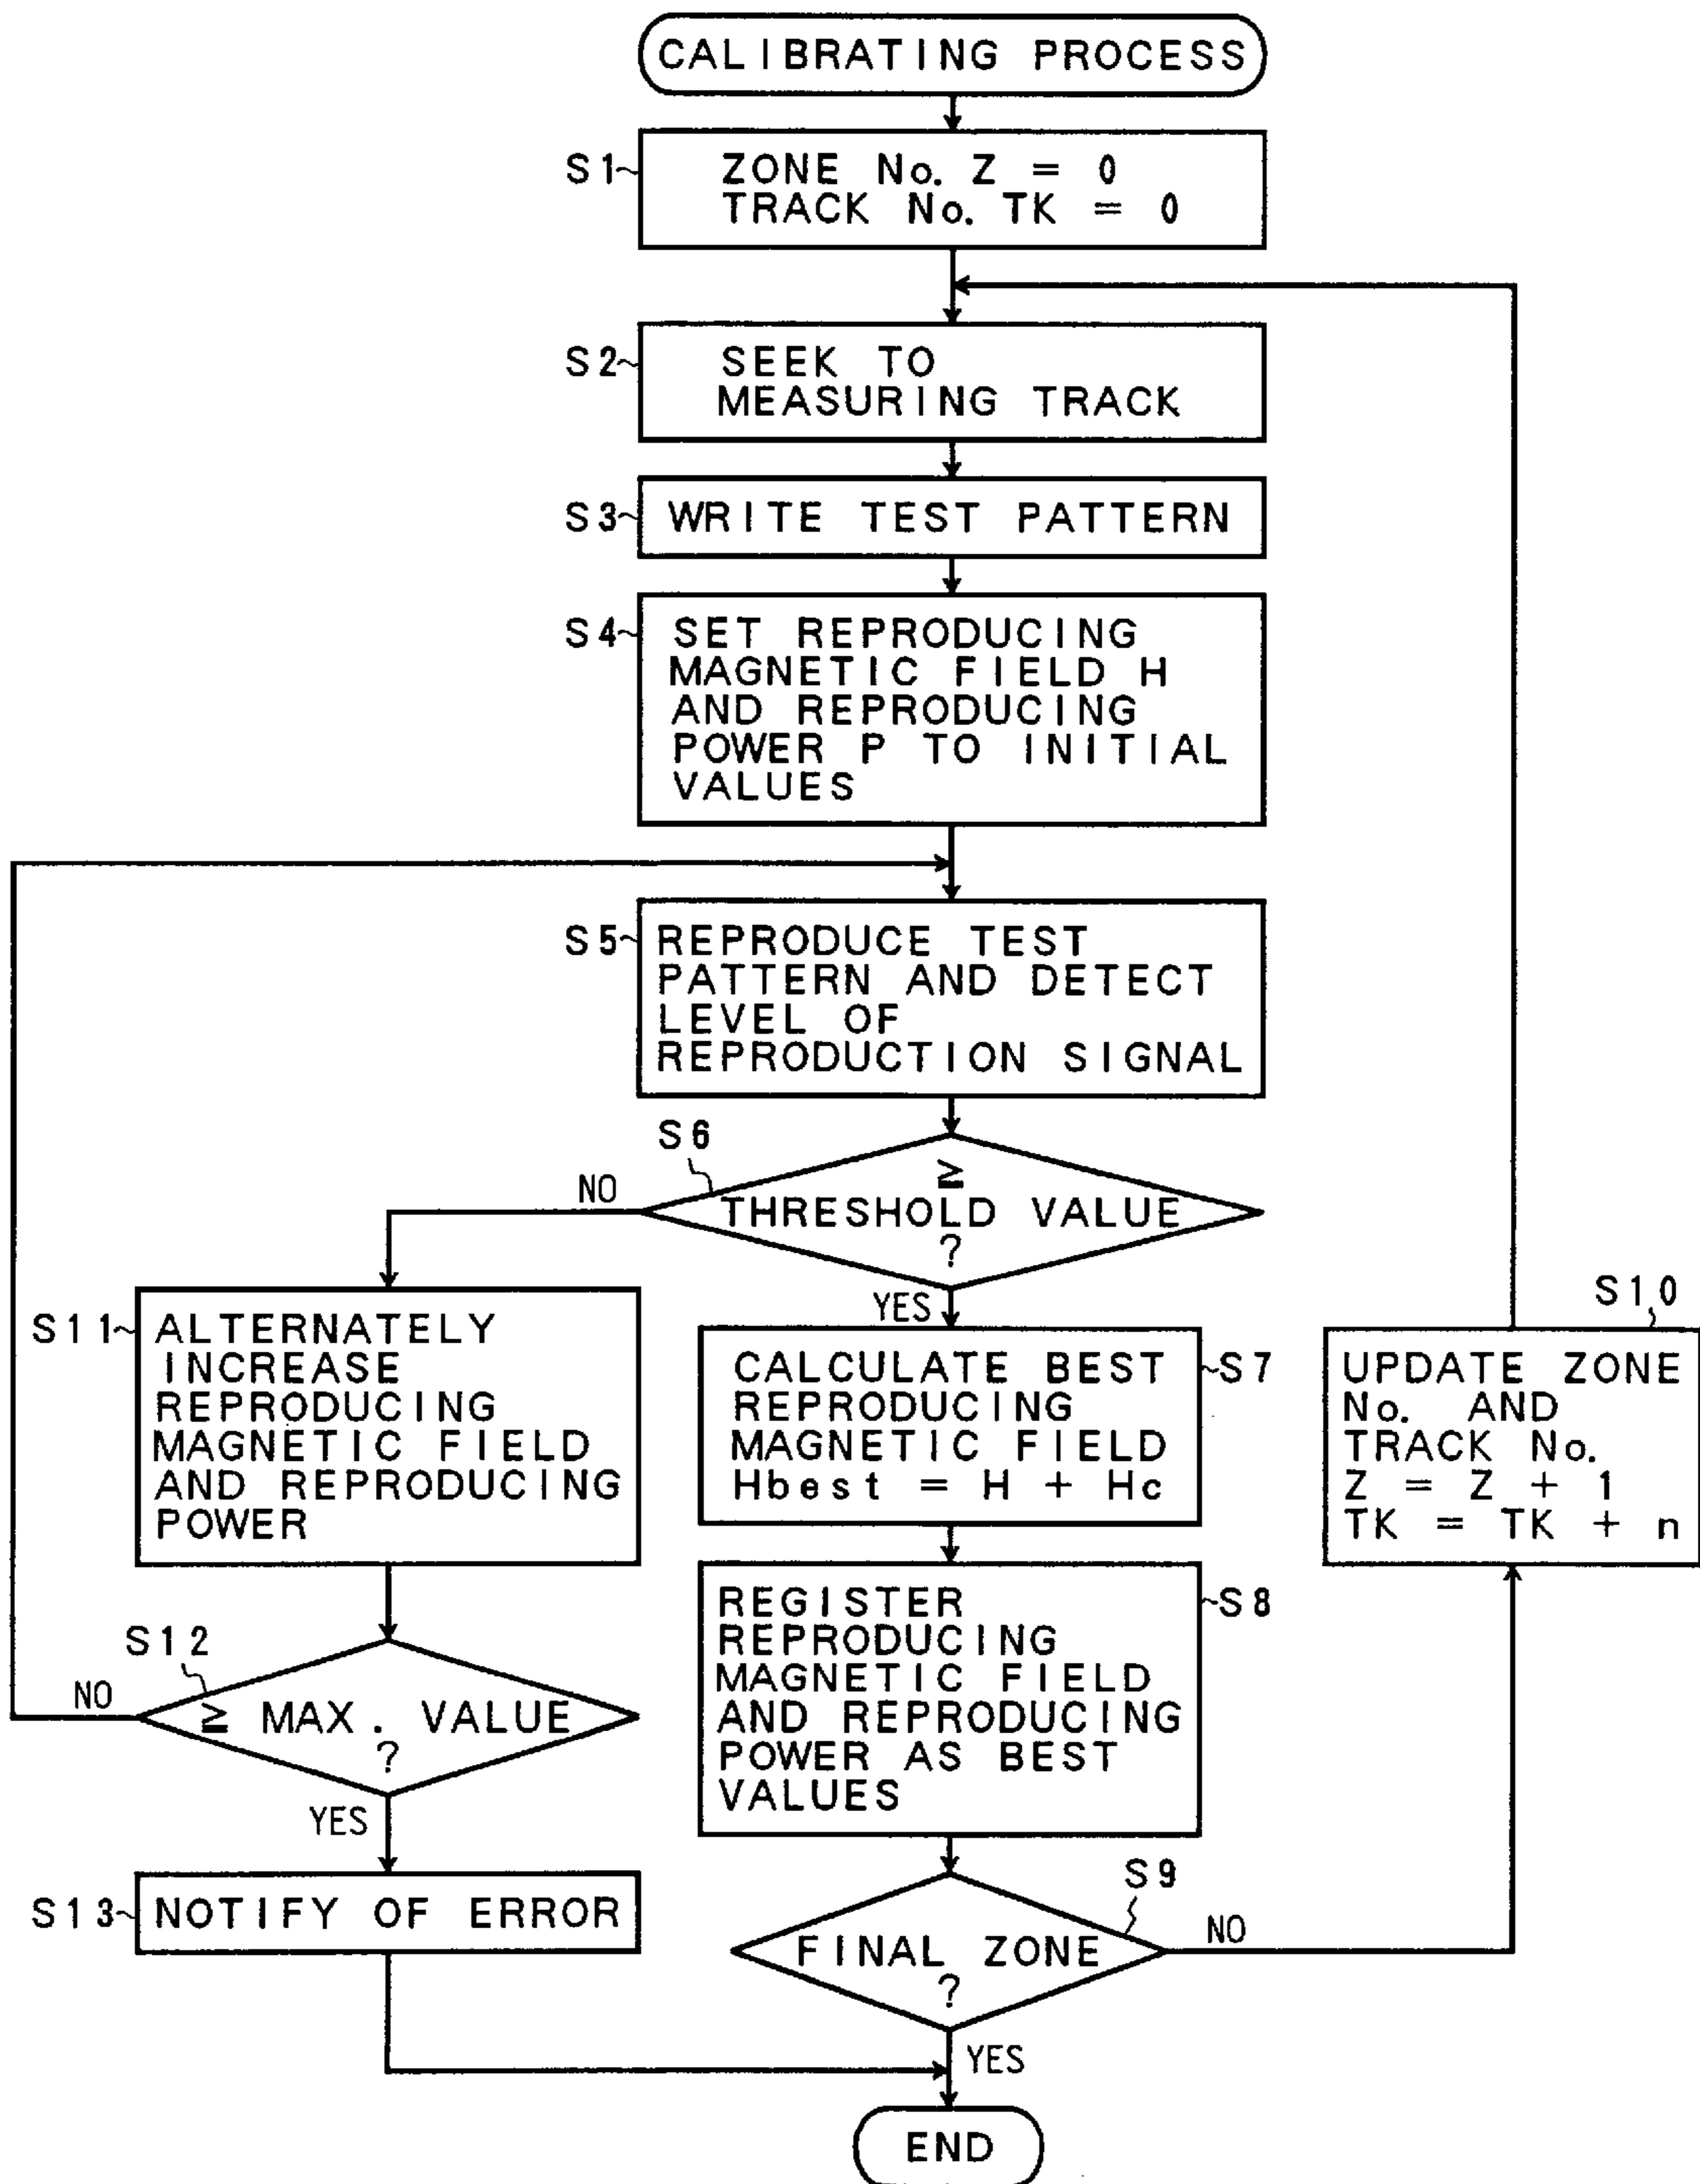 CALIBRATING PROCESS
S1
ZONE No. Z = 0
TRACK No. TK = 0
S2
SEEK TO
MEASURING TRACK
S3
WRITE TEST PATTERN
S4
SET REPRODUCING
MAGNETIC FIELD H
AND REPRODUCING
POWER P TO INITIAL
VALUES
S5
REPRODUCE TEST
PATTERN AND DETECT
LEVEL OF
REPRODUCTION SIGNAL
S6
≧
THRESHOLD VALUE
?
NO
YES
S11
ALTERNATELY
INCREASE
REPRODUCING
MAGNETIC FIELD
AND REPRODUCING
POWER
S7
CALCULATE BEST
REPRODUCING
MAGNETIC FIELD
Hbest = H + Hc
S10
UPDATE ZONE
No. AND
TRACK No.
Z = Z + 1
TK = TK + n
S8
REGISTER
REPRODUCING
MAGNETIC FIELD
AND REPRODUCING
POWER AS BEST
VALUES
S12
≧ MAX. VALUE
?
NO
YES
S13
NOTIFY OF ERROR
S9
FINAL ZONE
?
NO
YES
END